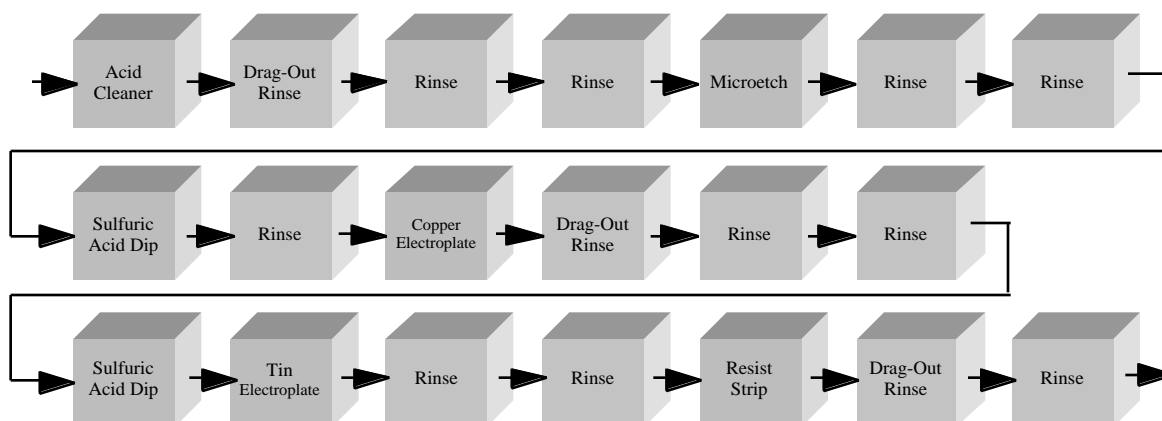 Acid
Cleaner
Drag-Out
Rinse
Rinse
Rinse
Microetch
Rinse
Rinse
Sulfuric
Acid Dip
Rinse
Copper
Electroplate
Drag-Out
Rinse
Rinse
Rinse
Sulfuric
Acid Dip
Tin
Electroplate
Rinse
Rinse
Resist
Strip
Drag-Out
Rinse
Rinse